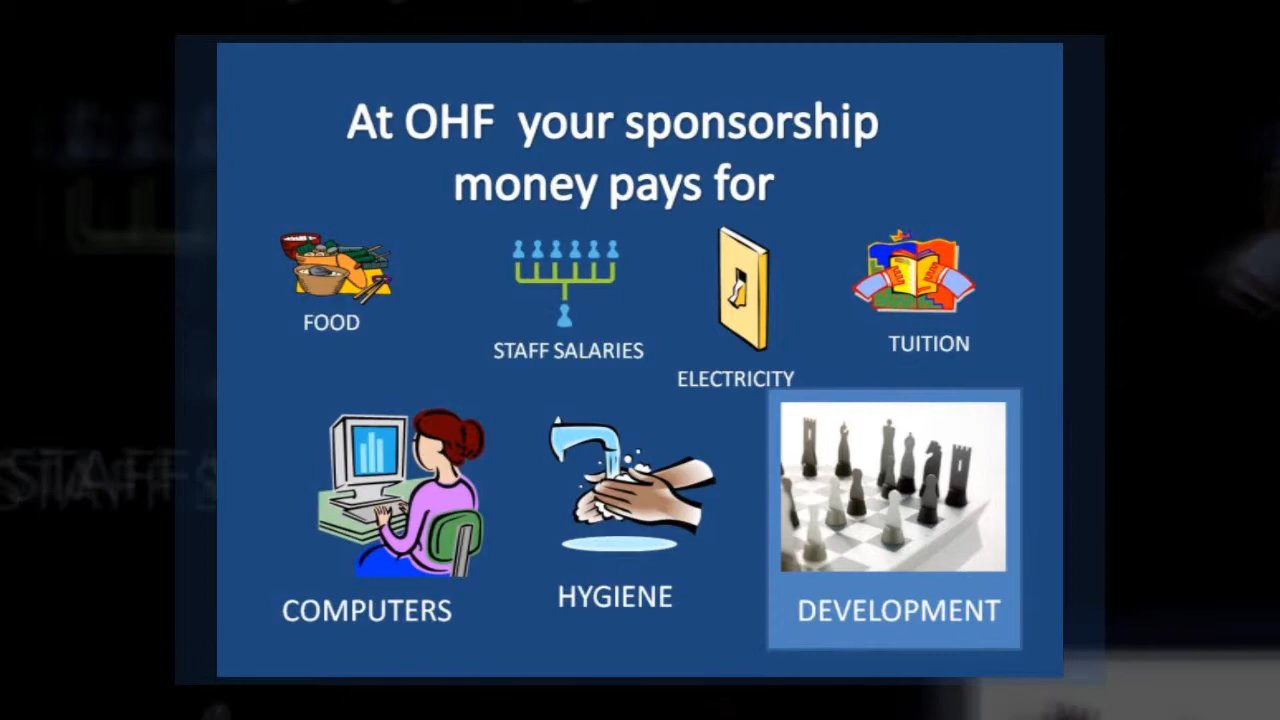 At OHF your sponsorship
money pays for
FOOD
STAFF SALARIES
ELECTRICITY
TUITION
COMPUTERS
HYGIENE
DEVELOPMENT